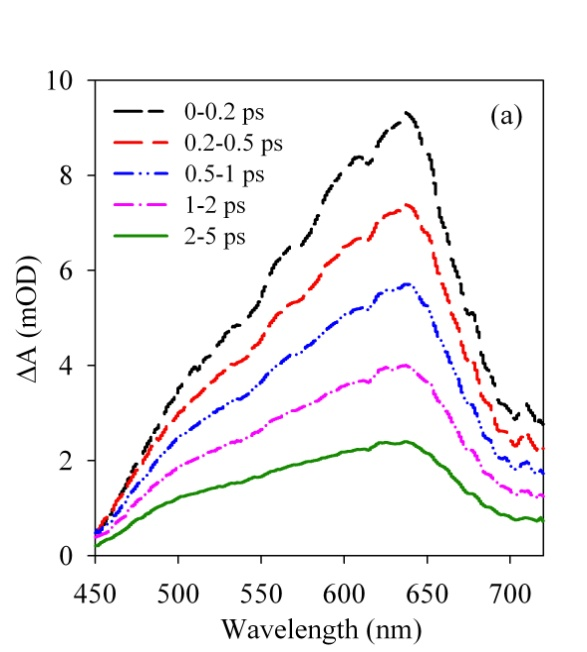 10
(a)
0-0.2 ps
0.2-0.5 ps
8
0.5-1 ps
1-2 ps
2-5 ps
6
ΔA (mOD)
4
2
0
450 500 550 600 650 700
Wavelength (nm)